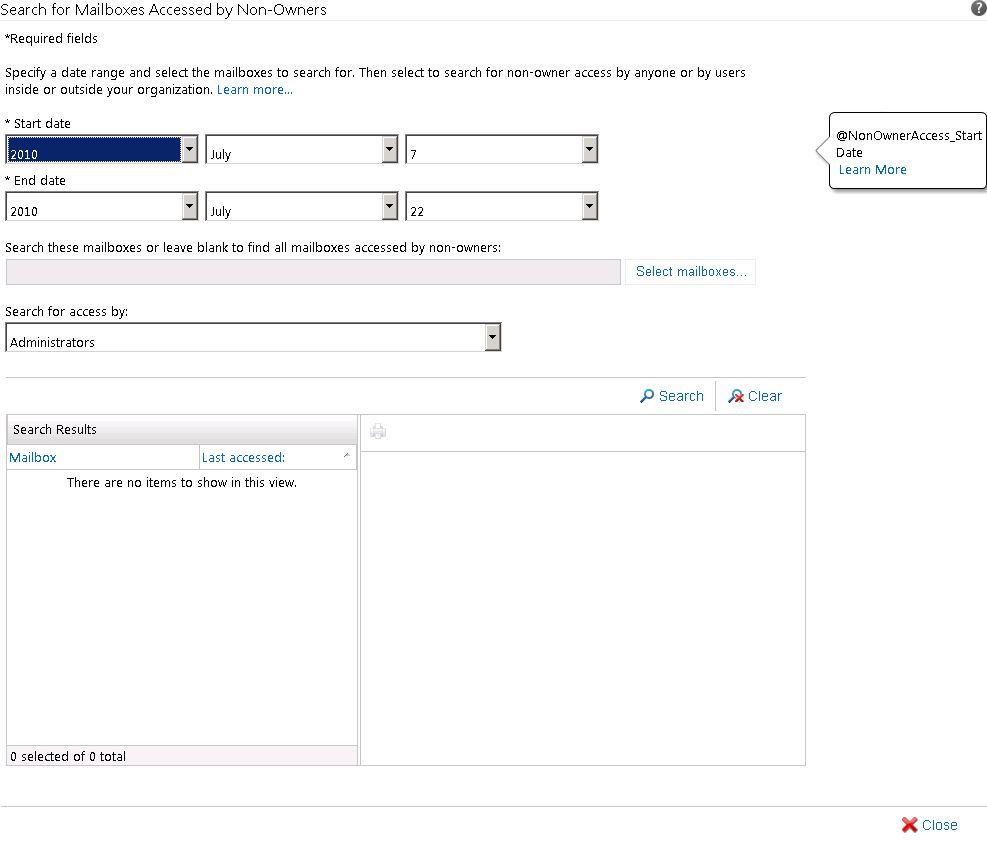 Search for Mailboxes Accessed by Non-Owners
?
*Required fields
Specify a date range and select the mailboxes to search for. Then select to search for non-owner access by anyone or by users
inside or outside your organization. Learn more...
* Start date
2010 July 7
@NonOwnerAccess_Start
Date
Learn More
* End date
2010 July 22
Search these mailboxes or leave blank to find all mailboxes accessed by non-owners:
Select mailboxes...
Search for access by:
Administrators
Search Clear
Search Results
Mailbox Last accessed:
There are no items to show in this view.
0 selected of 0 total
Close